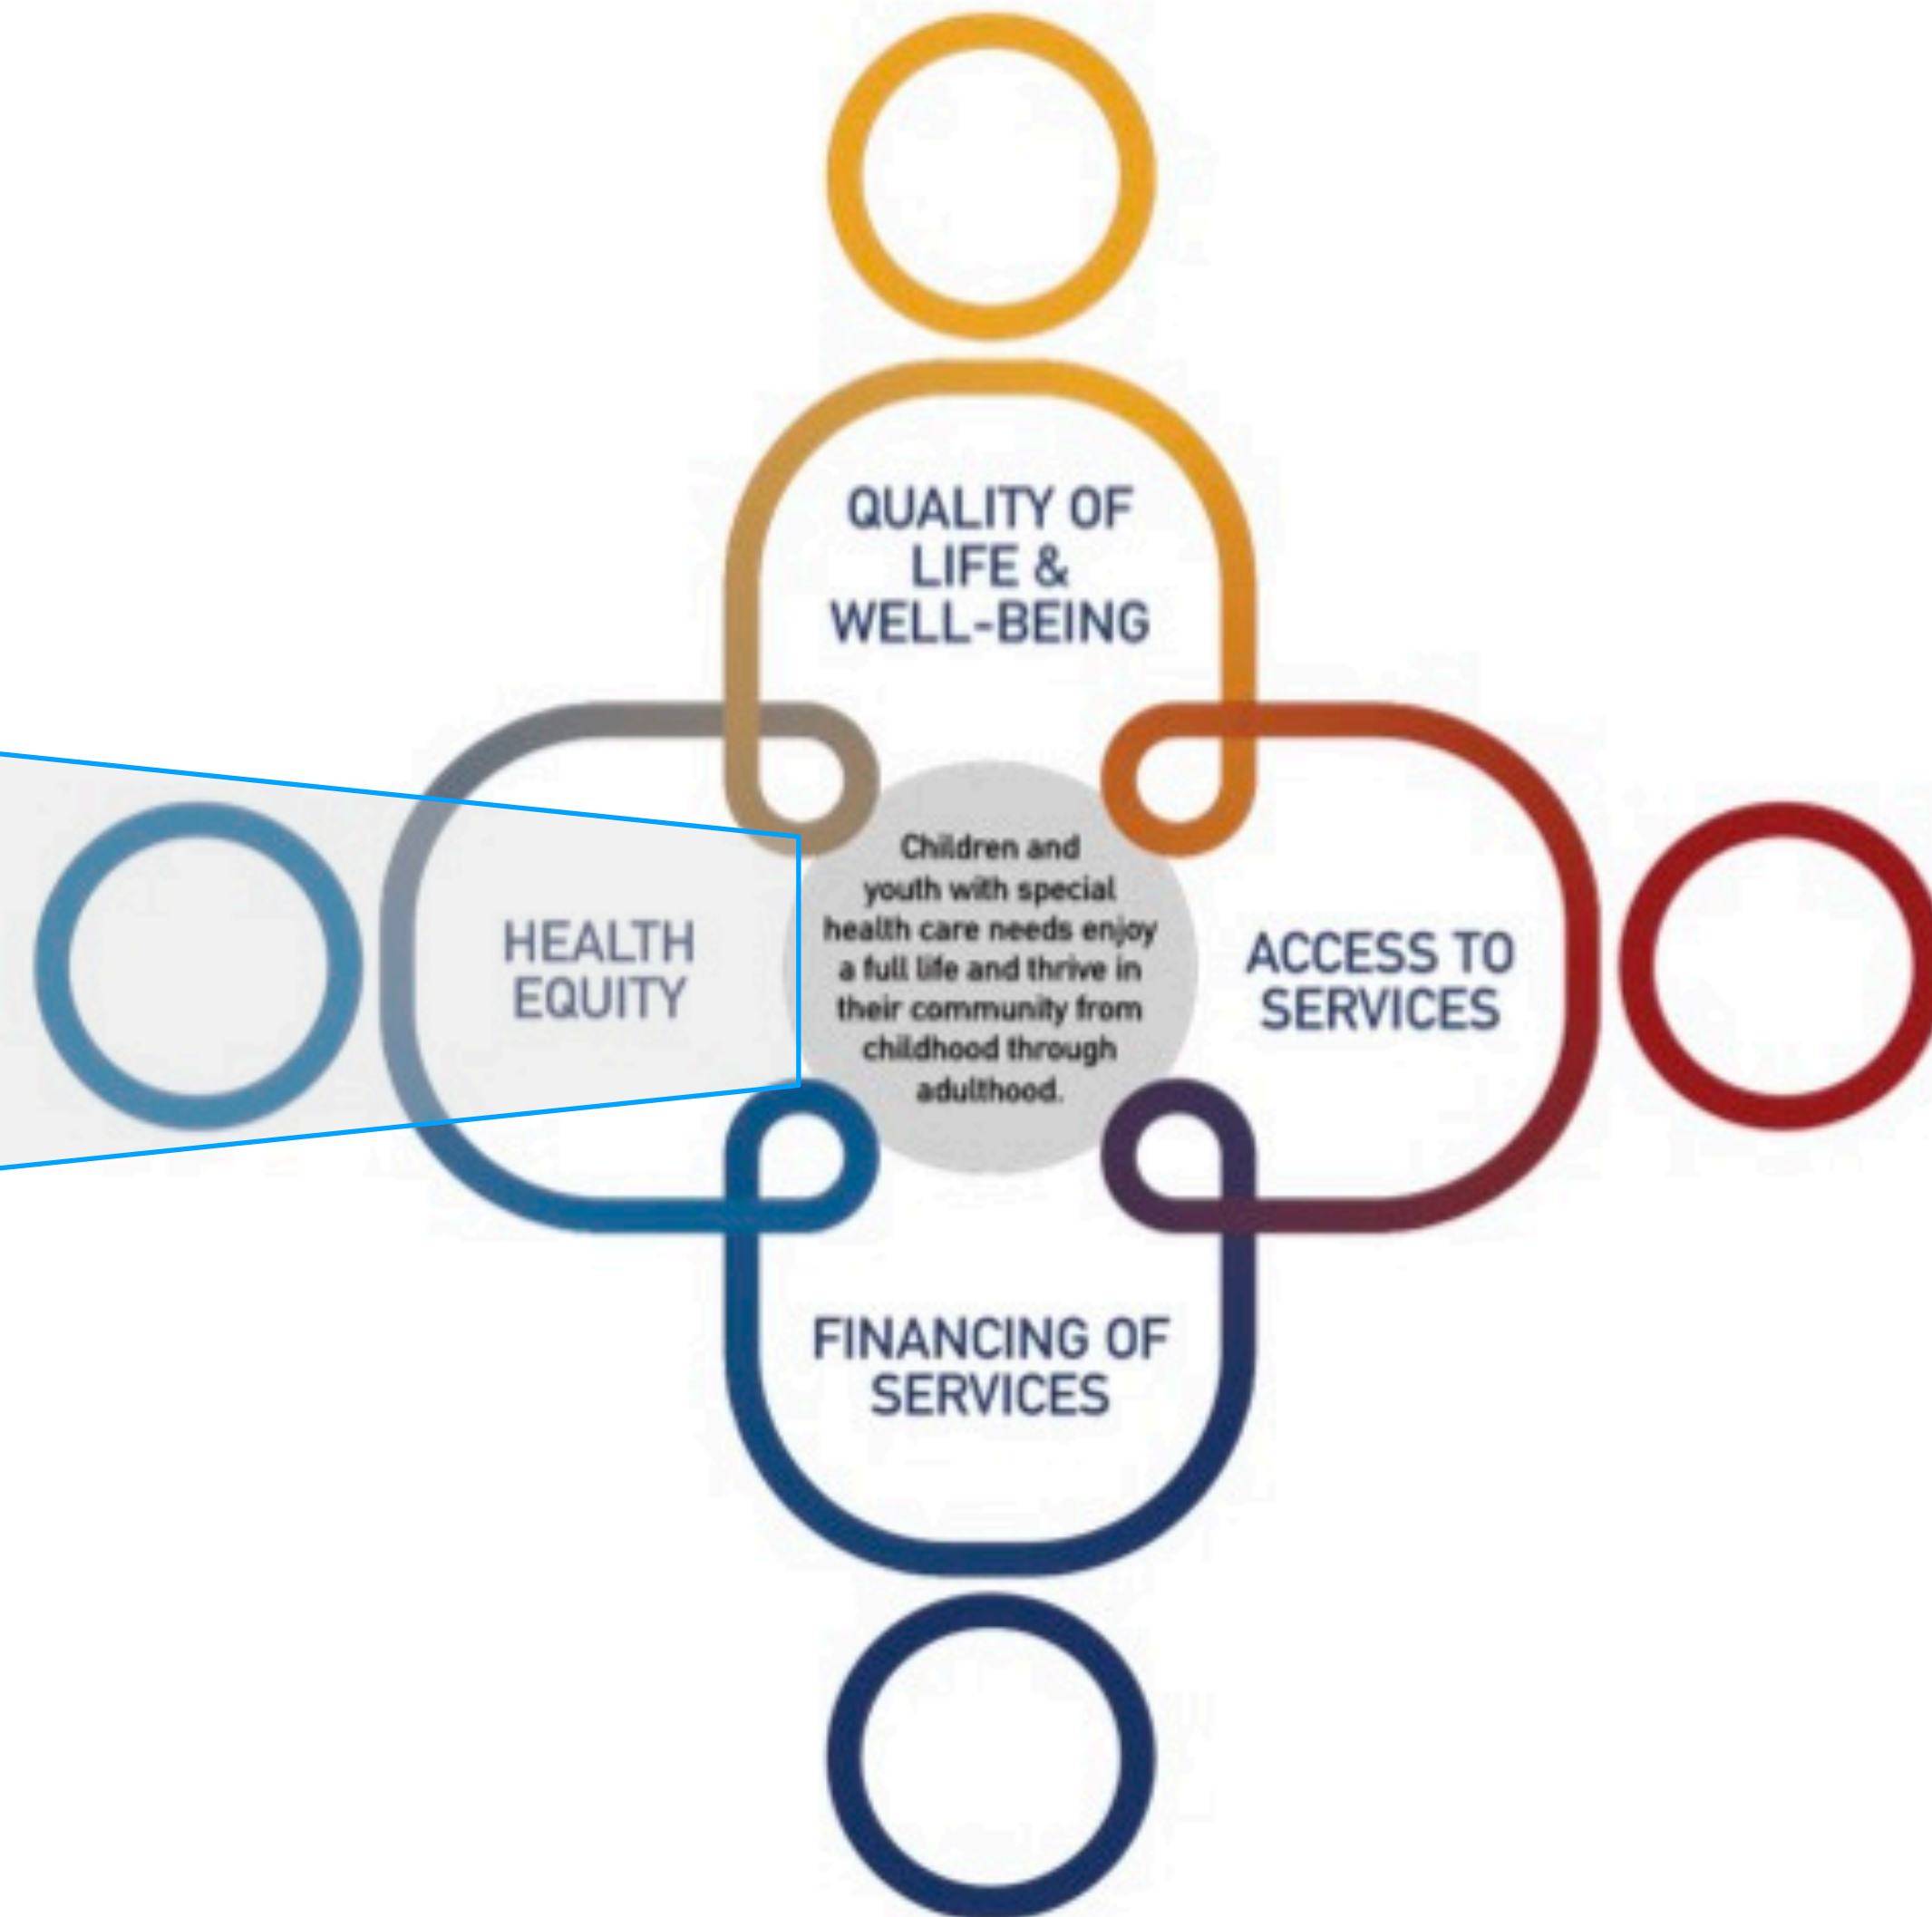 QUALITY OF
LIFE &
WELL-BEING
HEALTH
EQUITY
Children and
youth with special
health care needs enjoy
a full life and thrive in
their community from
childhood through
adulthood.
ACCESS TO
SERVICES
FINANCING OF
SERVICES